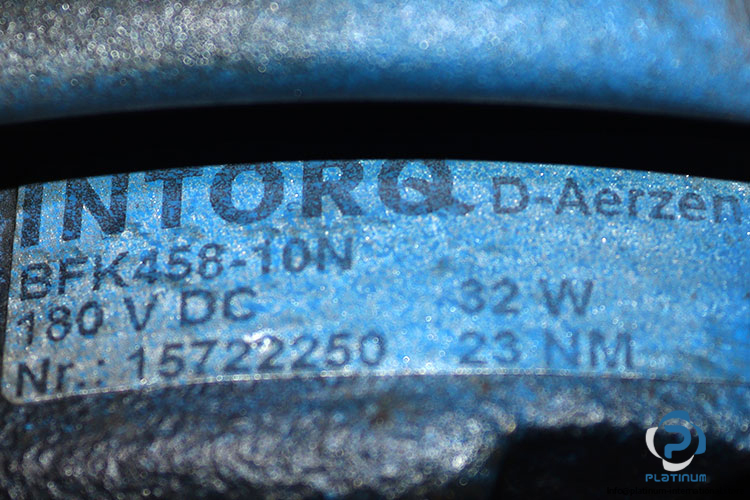 INTORQ D-Aerzen
BFK458-10N
180 V DC 32 W
Nr.: 15722250 23 NM
PLATINUM